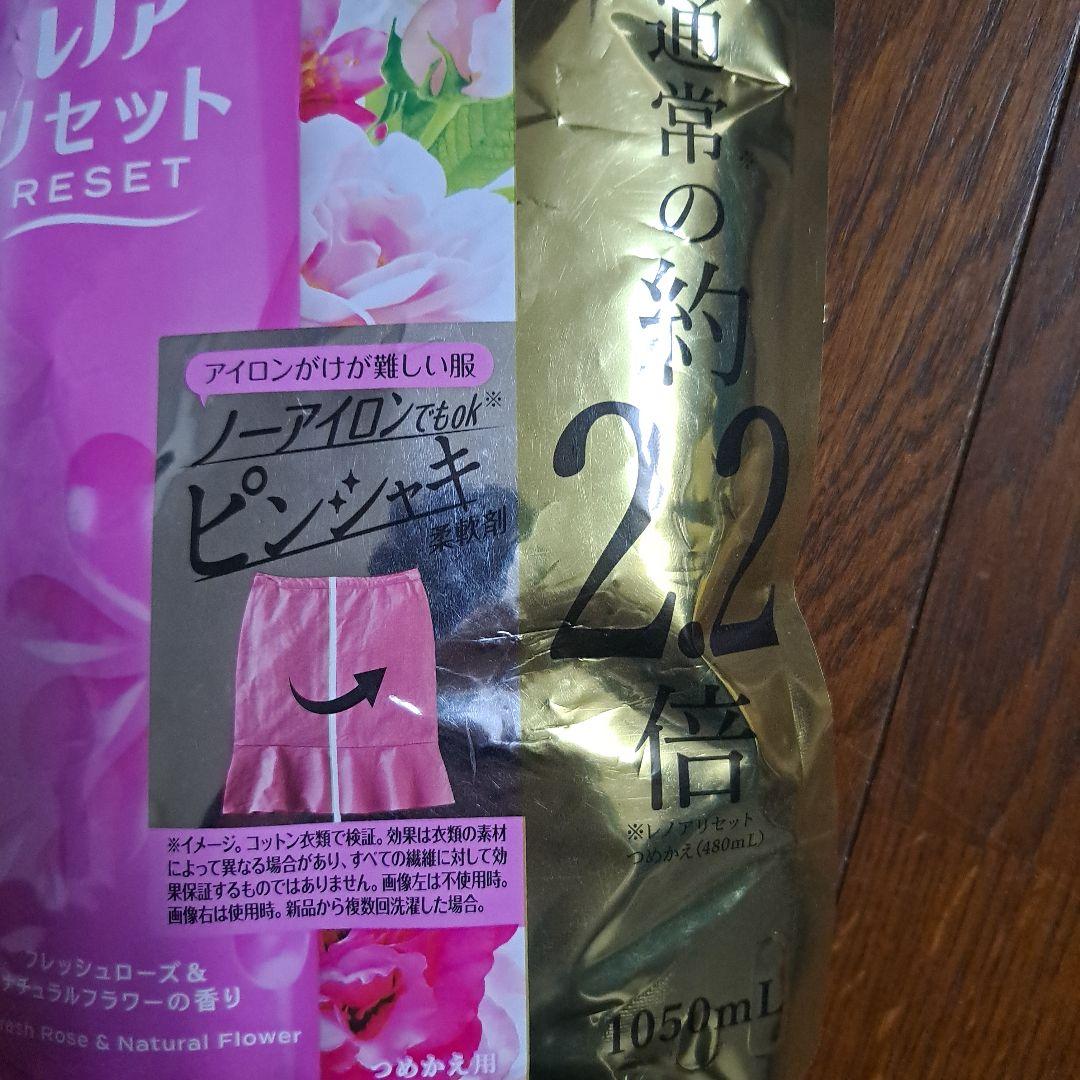 レノア
リセット
RESET
アイロンがけが難しい服
ノーアイロンでもok※
ピンシャキ
柔軟剤
※イメージ。コットン衣類で検証。効果は衣類の素材
によって異なる場合があり、すべての繊維に対して効
果保証するものではありません。画像左は不使用時。
画像右は使用時。新品から複数回洗濯した場合。
フレッシュローズ&
ナチュラルフラワーの香り
resh Rose & Natural Flower
つめかえ用
通常※の約2.2倍
※レノアリセット
つめかえ(480mL)
1050mL